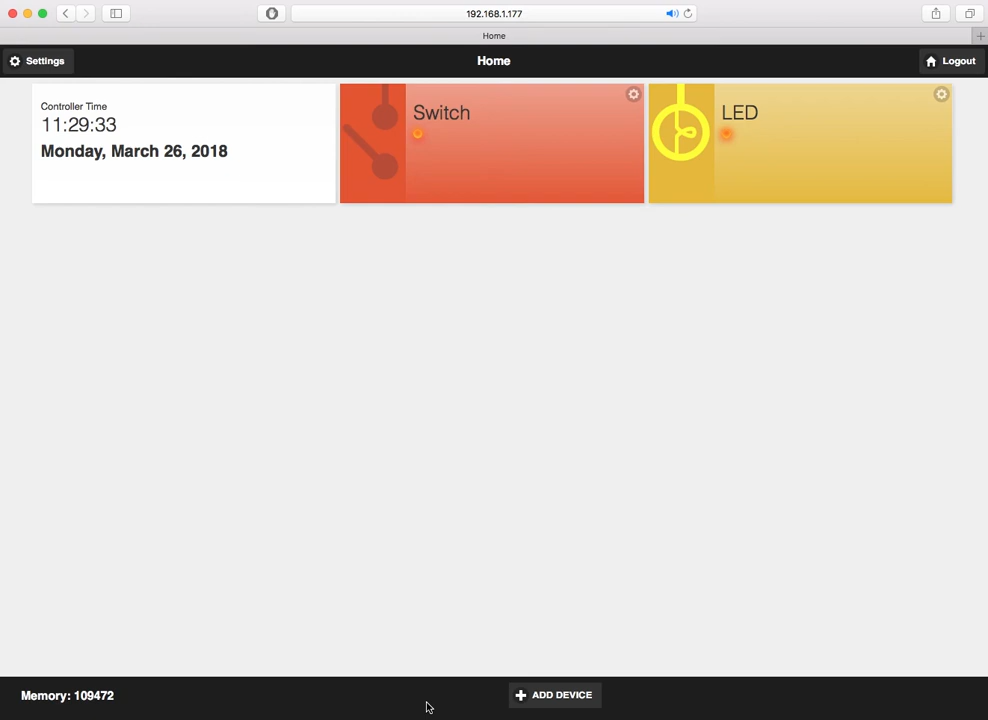 192.168.1.177
Home
Settings
Home
Logout
Controller Time
11:29:33
Monday, March 26, 2018
Switch
LED
Memory: 109472
ADD DEVICE